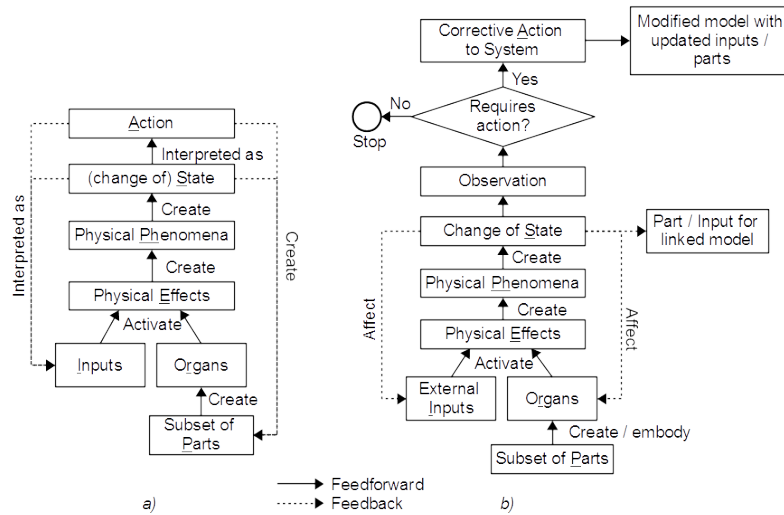 Action
Interpreted as
(change of) State
Create
Physical Phenomena
Create
Physical Effects
Activate
Inputs
Organs
Create
Subset of
Parts
Interpreted as
Create
a)
Corrective Action
to System
Modified model with
updated inputs /
parts
Yes
No
Requires
action?
Stop
Observation
Change of State
Part / Input for
linked model
Create
Physical Phenomena
Create
Physical Effects
Activate
External
Inputs
Organs
Create / embody
Subset of Parts
Affect
Affect
Feedforward
Feedback
b)